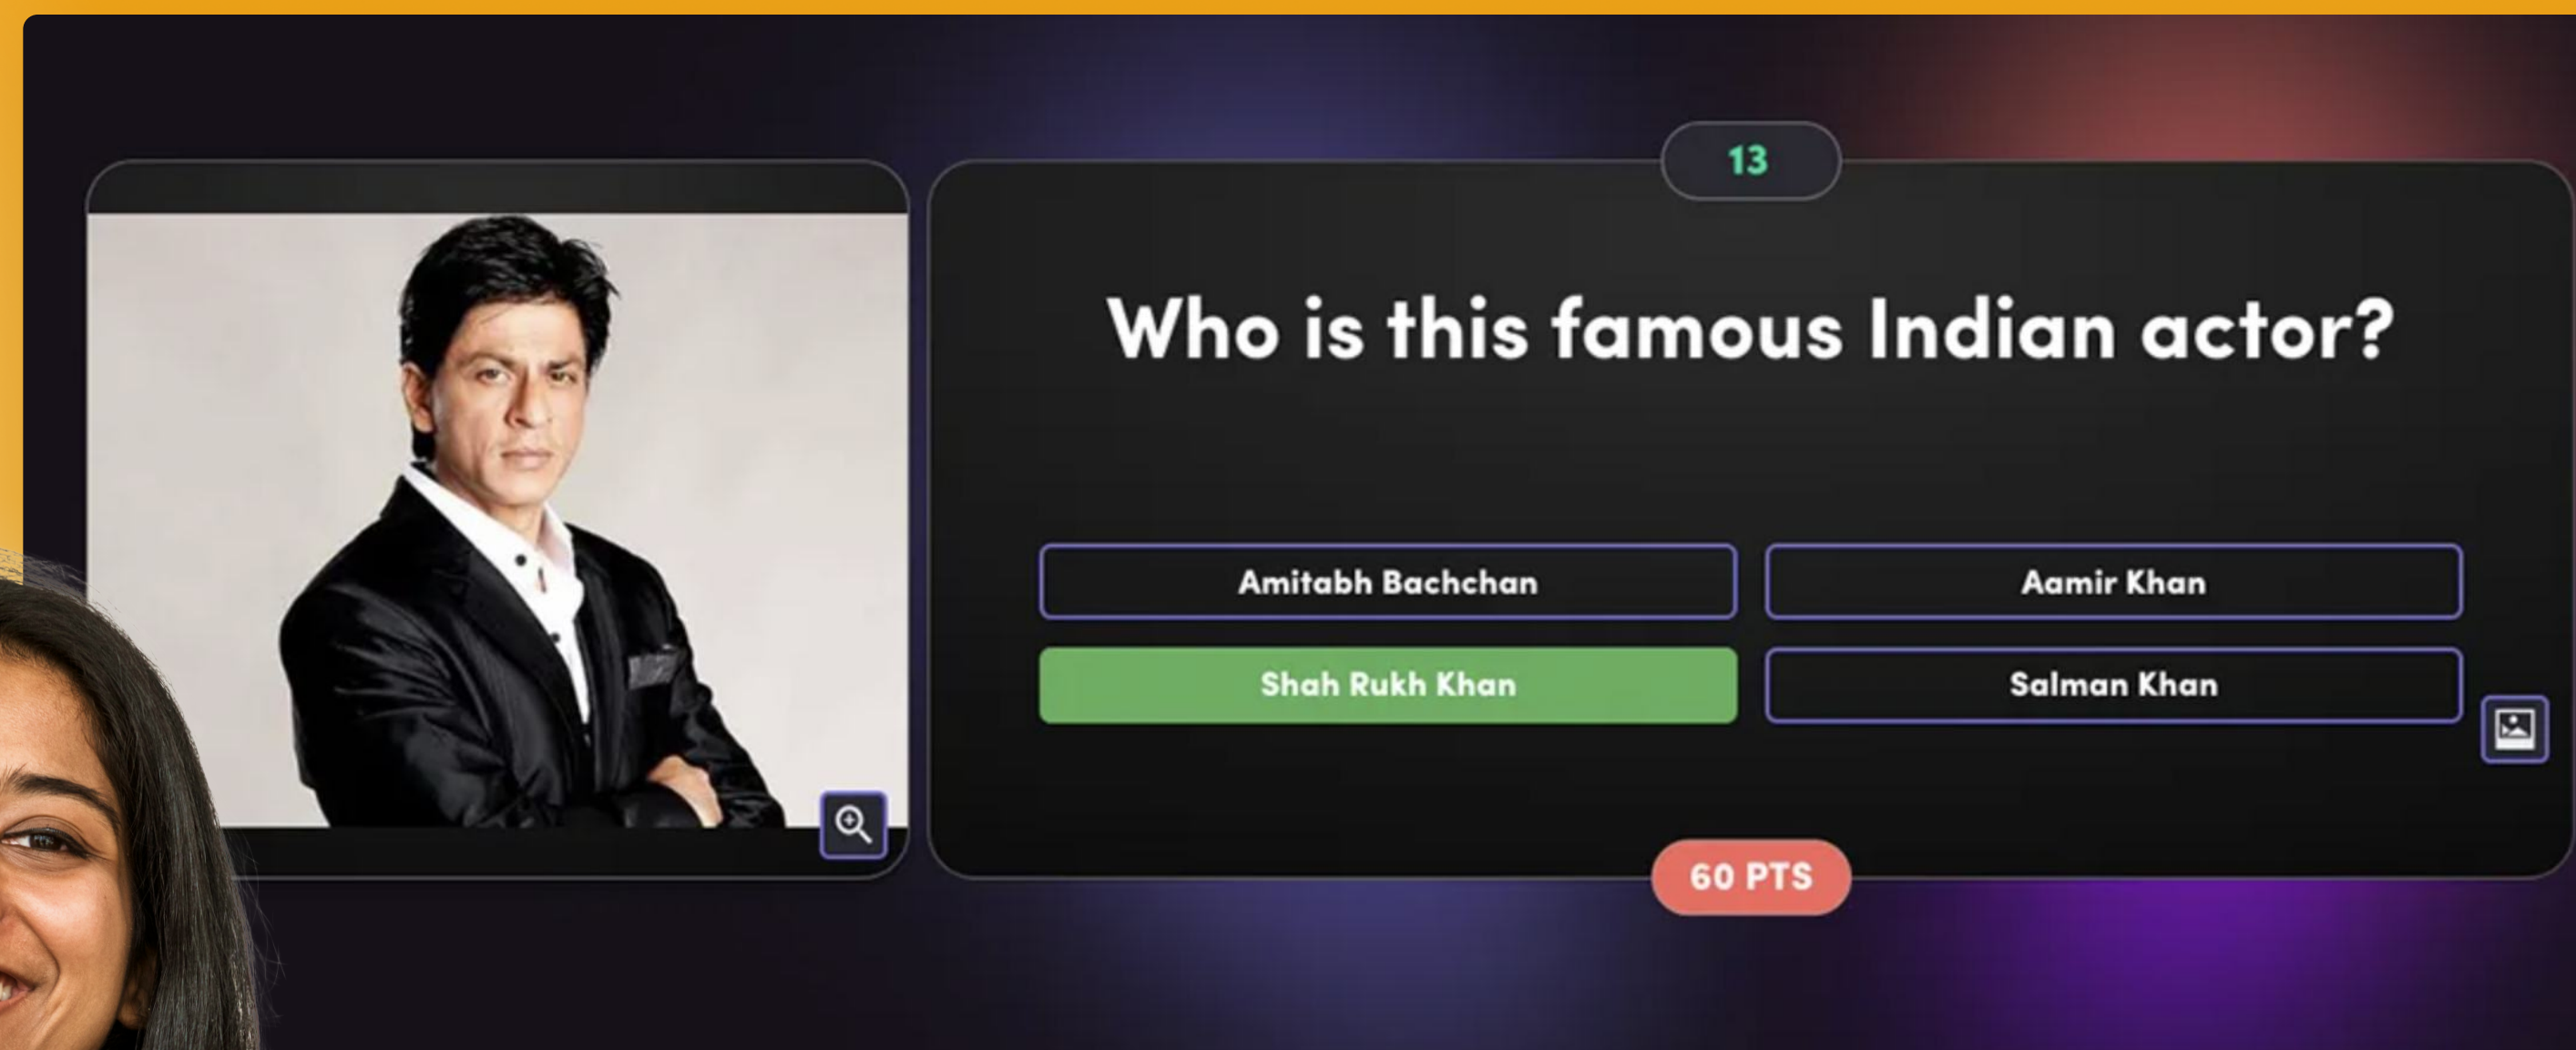 13
Who is this famous Indian actor?
Amitabh Bachchan
Aamir Khan
Shah Rukh Khan
Salman Khan
60 PTS